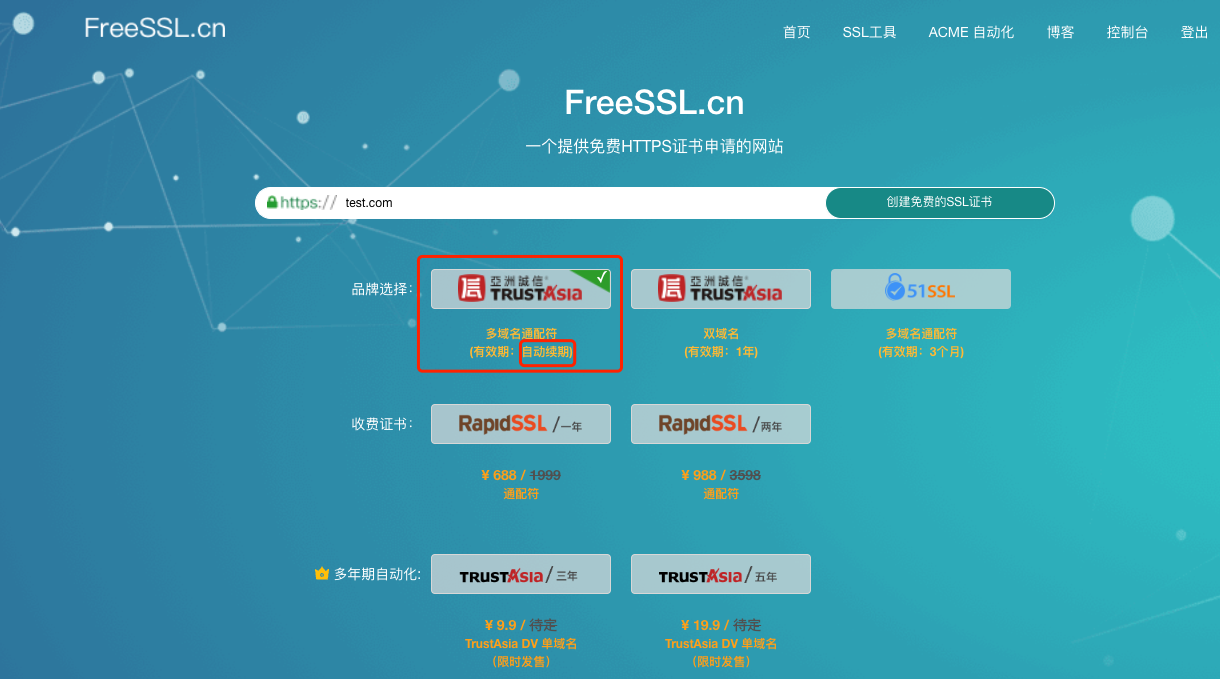 FreeSSL.cn
首页 SSL工具 ACME 自动化 博客 控制台 登出
FreeSSL.cn
一个提供免费HTTPS证书申请的网站
https:// test.com 创建免费的SSL证书
品牌选择: 亞洲誠信® TRUSTAsia 亞洲誠信® TRUSTAsia 51SSL
多域名通配符 双域名 多域名通配符
(有效期：自动续期) (有效期：1年) (有效期：3个月)
收费证书: RapidSSL /一年 RapidSSL /两年
¥ 688 / 1999 ¥ 988 / 3598
通配符 通配符
多年期自动化: TRUSTAsia/三年 TRUSTAsia/五年
¥ 9.9 / 待定 ¥ 19.9 / 待定
TrustAsia DV 单域名 TrustAsia DV 单域名
(限时发售) (限时发售)